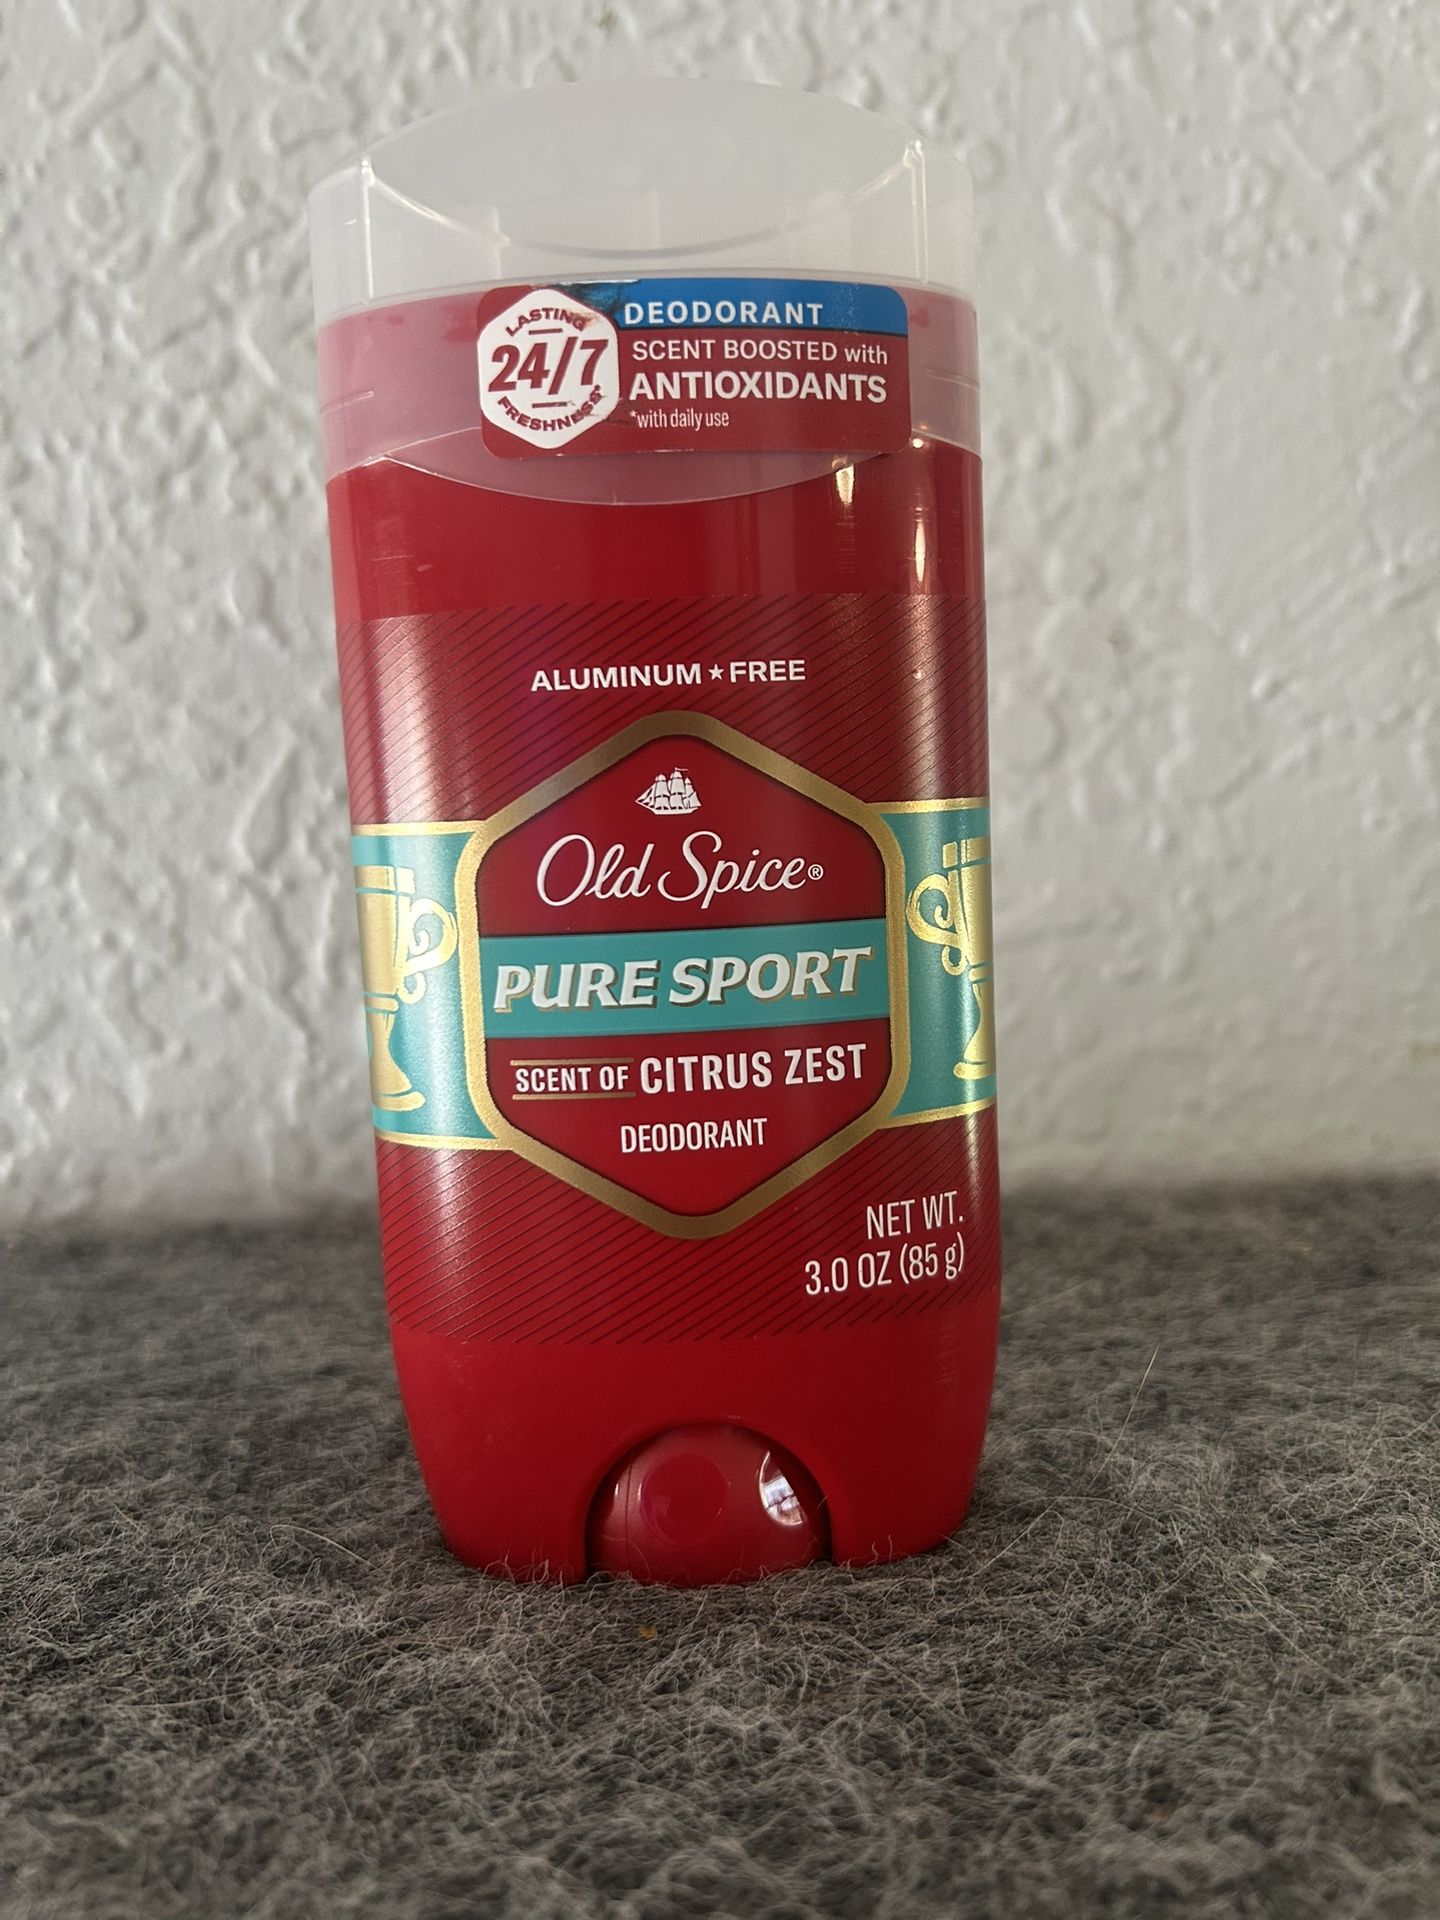 LASTING
24/7
FRESHNESS*
DEODORANT
SCENT BOOSTED with
ANTIOXIDANTS
*with daily use
ALUMINUM★FREE
Old Spice®
PURE SPORT
SCENT OF CITRUS ZEST
DEODORANT
NET WT.
3.0 OZ (85 g)